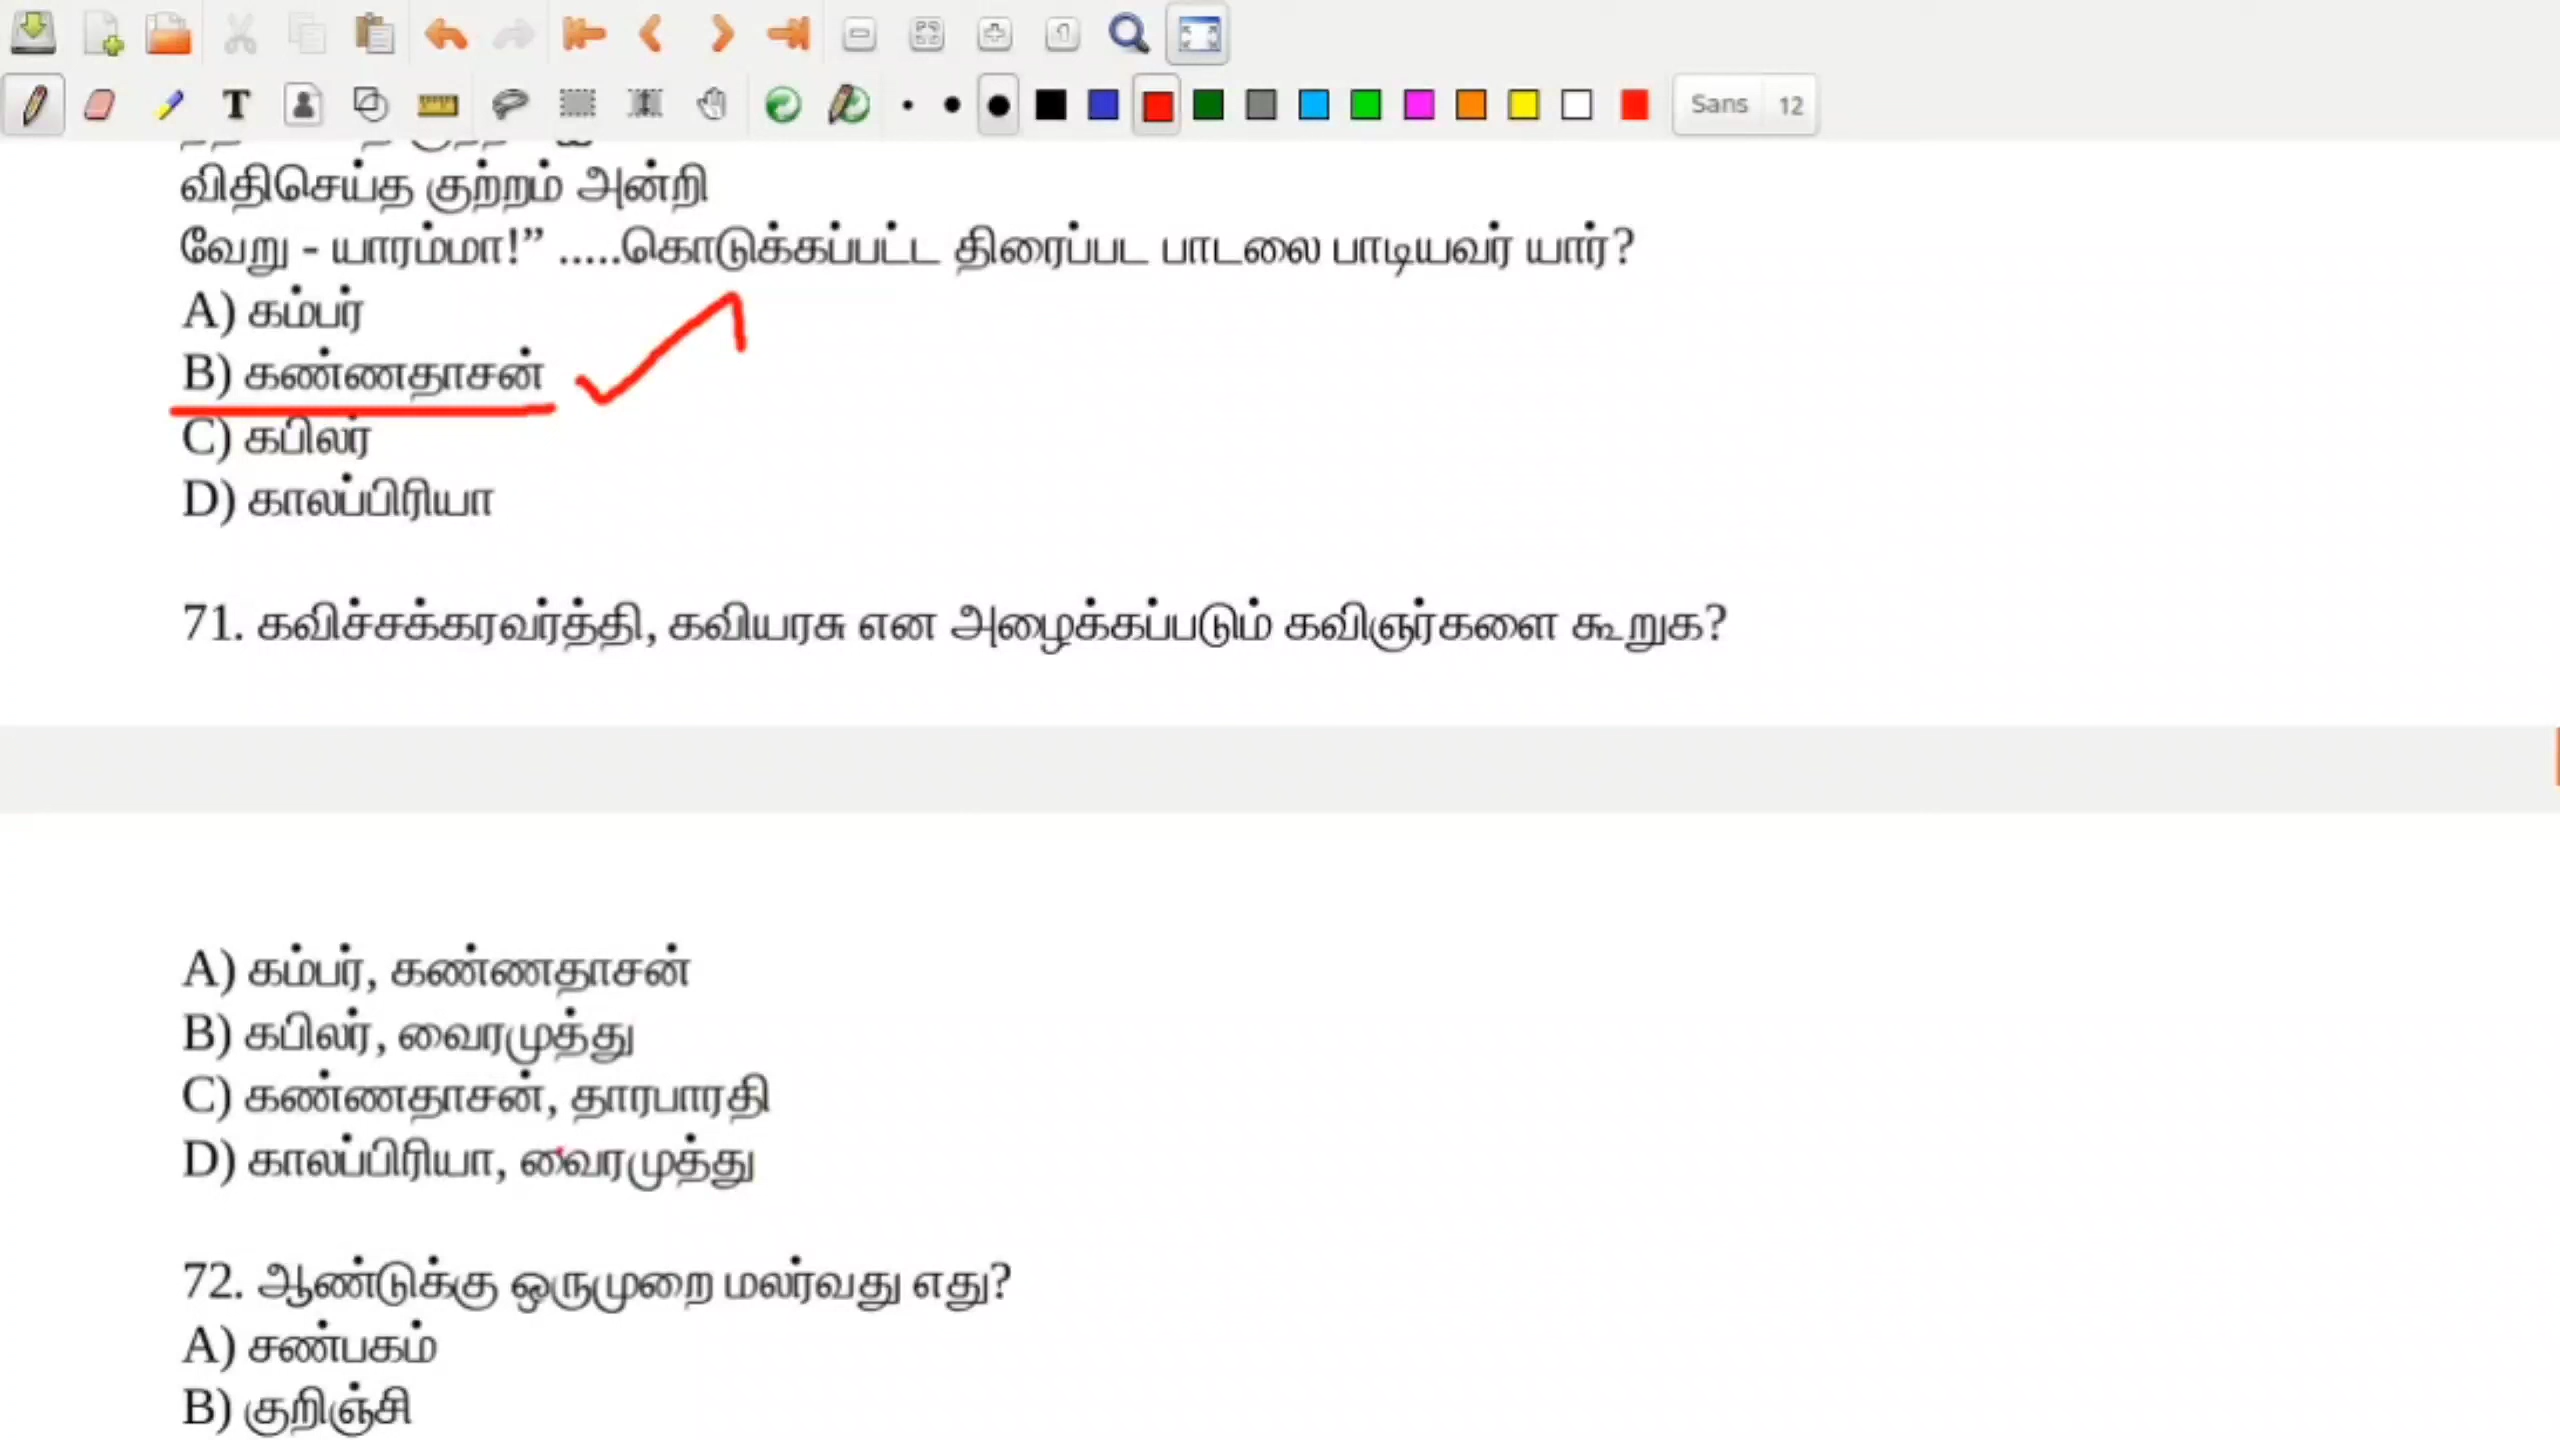 Sans 12
விதிசெய்த குற்றம் அன்றி
வேறு - யாரம்மா!” .....கொடுக்கப்பட்ட திரைப்பட பாடலை பாடியவர் யார்?
A) கம்பர்
B) கண்ணதாசன்
C) கபிலர்
D) காலப்பிரியா
71. கவிச்சக்கரவர்த்தி, கவியரசு என அழைக்கப்படும் கவிஞர்களை கூறுக?
A) கம்பர், கண்ணதாசன்
B) கபிலர், வைரமுத்து
C) கண்ணதாசன், தாரபாரதி
D) காலப்பிரியா, வைரமுத்து
72. ஆண்டுக்கு ஒருமுறை மலர்வது எது?
A) சண்பகம்
B) குறிஞ்சி